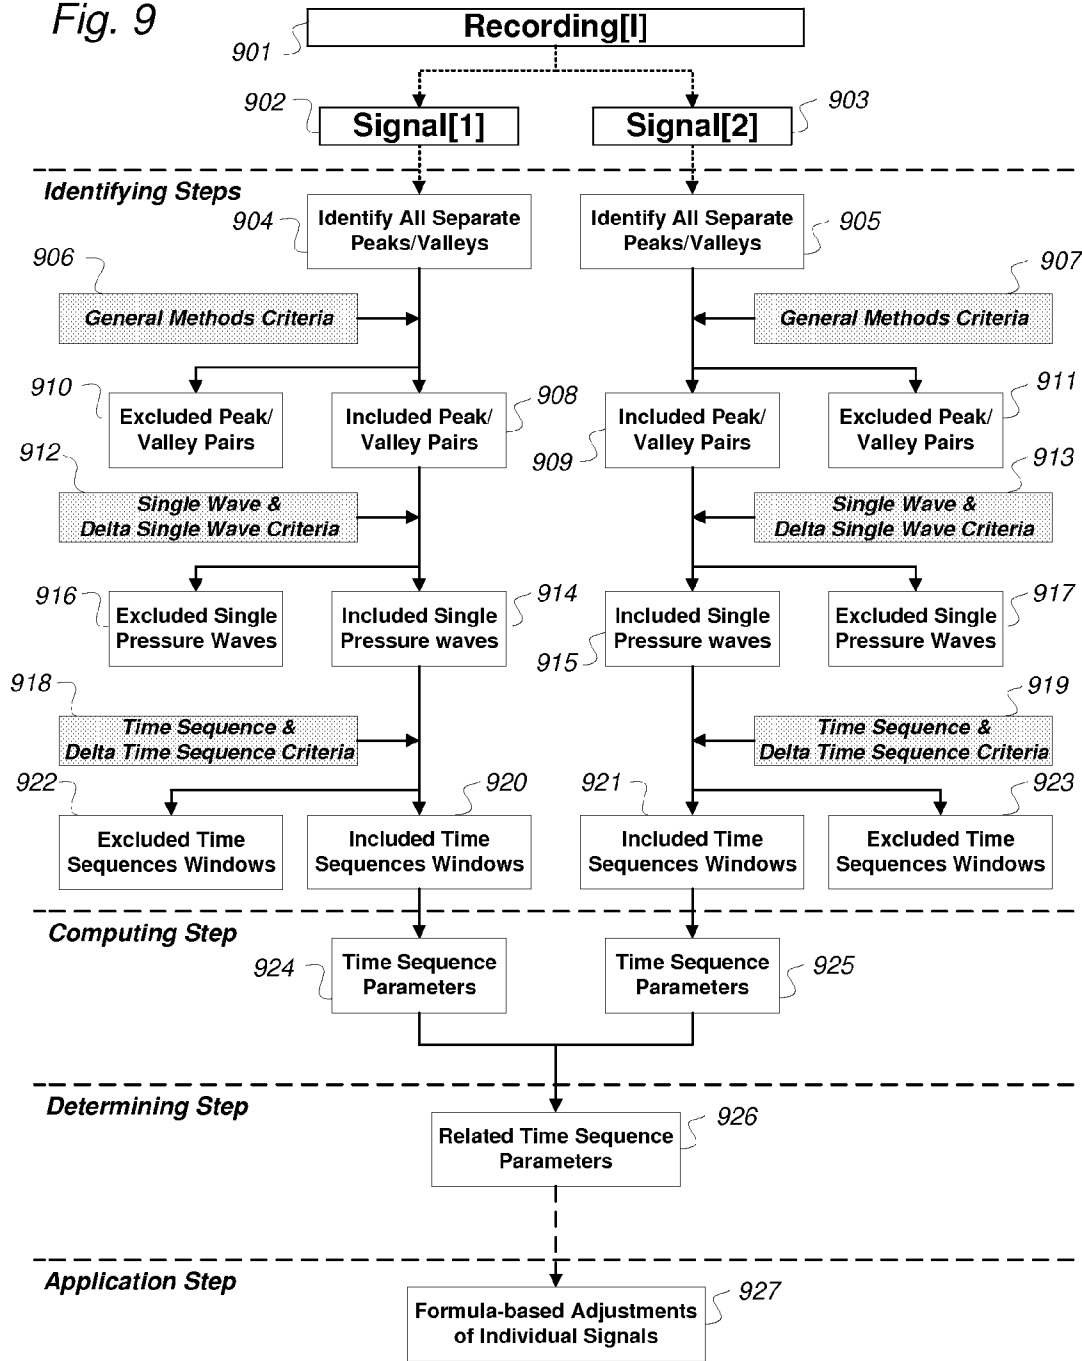 Fig. 9
Recording[I]
901
902
903
Signal[1]
Signal[2]
Identifying Steps
904
Identify All Separate
Peaks/Valleys
Identify All Separate
Peaks/Valleys
905
906
907
General Methods Criteria
General Methods Criteria
910
908
911
Excluded Peak/
Valley Pairs
Included Peak/
Valley Pairs
Included Peak/
Valley Pairs
Excluded Peak/
Valley Pairs
909
912
913
Single Wave &
Delta Single Wave Criteria
Single Wave &
Delta Single Wave Criteria
916
914
917
Excluded Single
Pressure Waves
Included Single
Pressure waves
Included Single
Pressure waves
Excluded Single
Pressure Waves
915
918
919
Time Sequence &
Delta Time Sequence Criteria
Time Sequence &
Delta Time Sequence Criteria
922
920
921
923
Excluded Time
Sequences Windows
Included Time
Sequences Windows
Included Time
Sequences Windows
Excluded Time
Sequences Windows
Computing Step
924
Time Sequence
Parameters
Time Sequence
Parameters
925
Determining Step
926
Related Time Sequence
Parameters
Application Step
927
Formula-based Adjustments
of Individual Signals